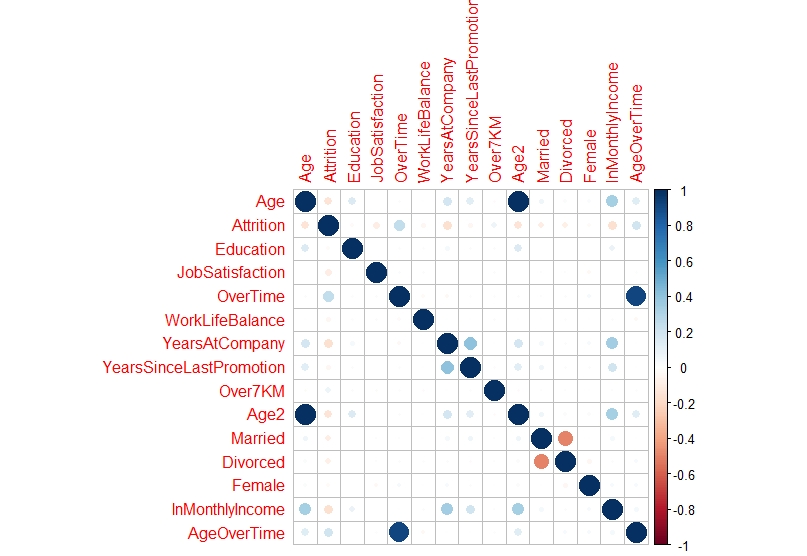 Age
Attrition
Education
JobSatisfaction
OverTime
WorkLifeBalance
YearsAtCompany
YearsSinceLastPromotion
Over7KM
Age2
Married
Divorced
Female
lnMonthlyIncome
AgeOverTime
Age
Attrition
Education
JobSatisfaction
OverTime
WorkLifeBalance
YearsAtCompany
YearsSinceLastPromotion
Over7KM
Age2
Married
Divorced
Female
lnMonthlyIncome
AgeOverTime
1
0.8
0.6
0.4
0.2
0
-0.2
-0.4
-0.6
-0.8
-1